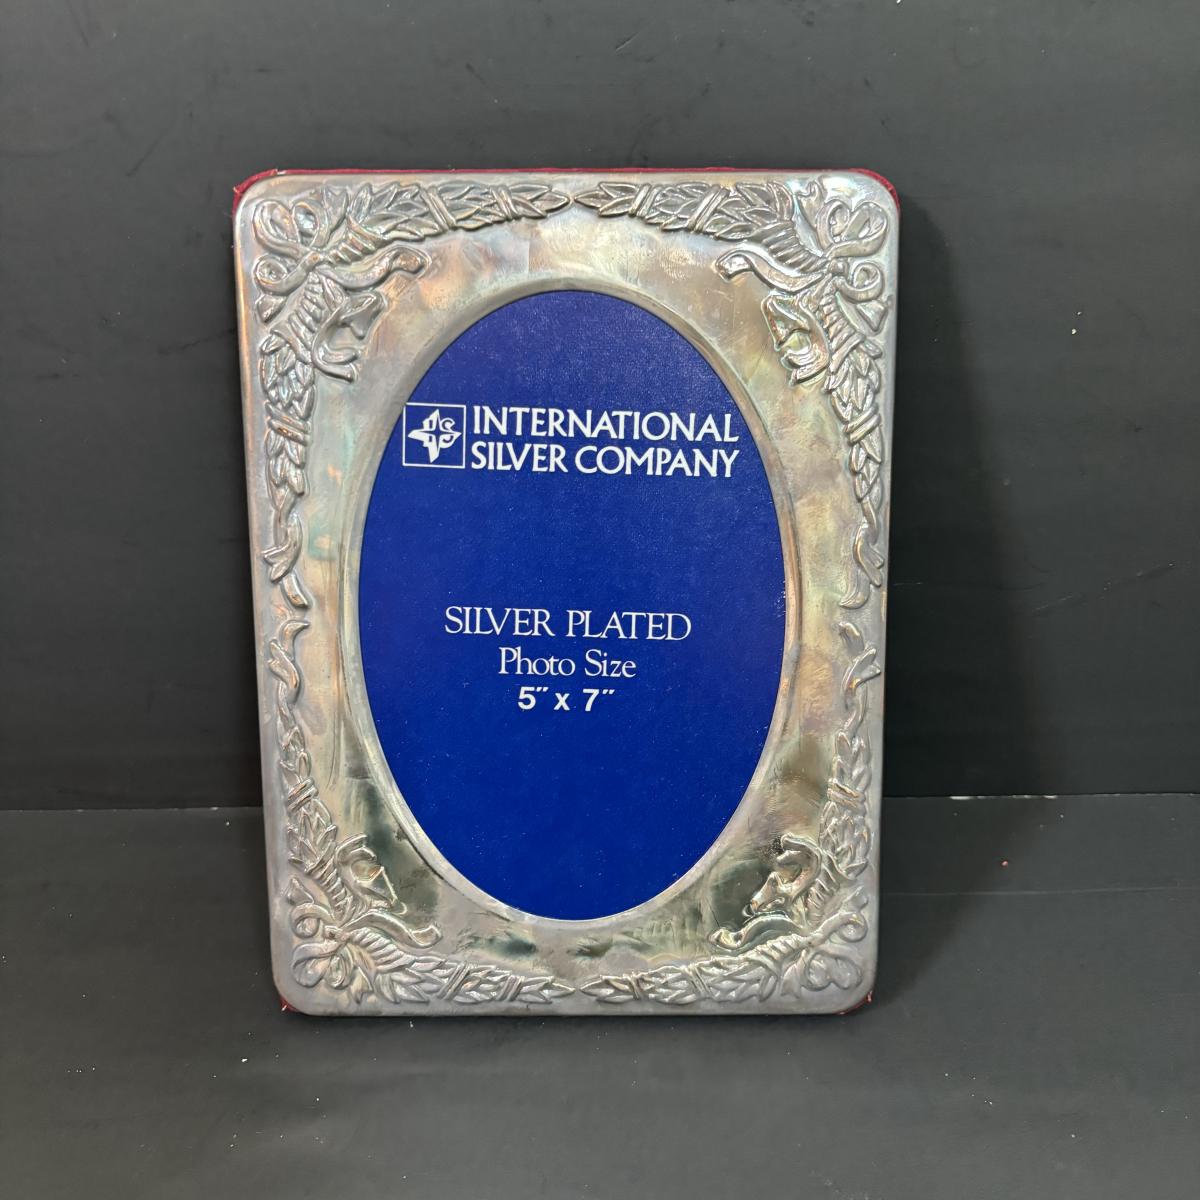 INTERNATIONAL
SILVER COMPANY
SILVER PLATED
Photo Size
5" x 7"